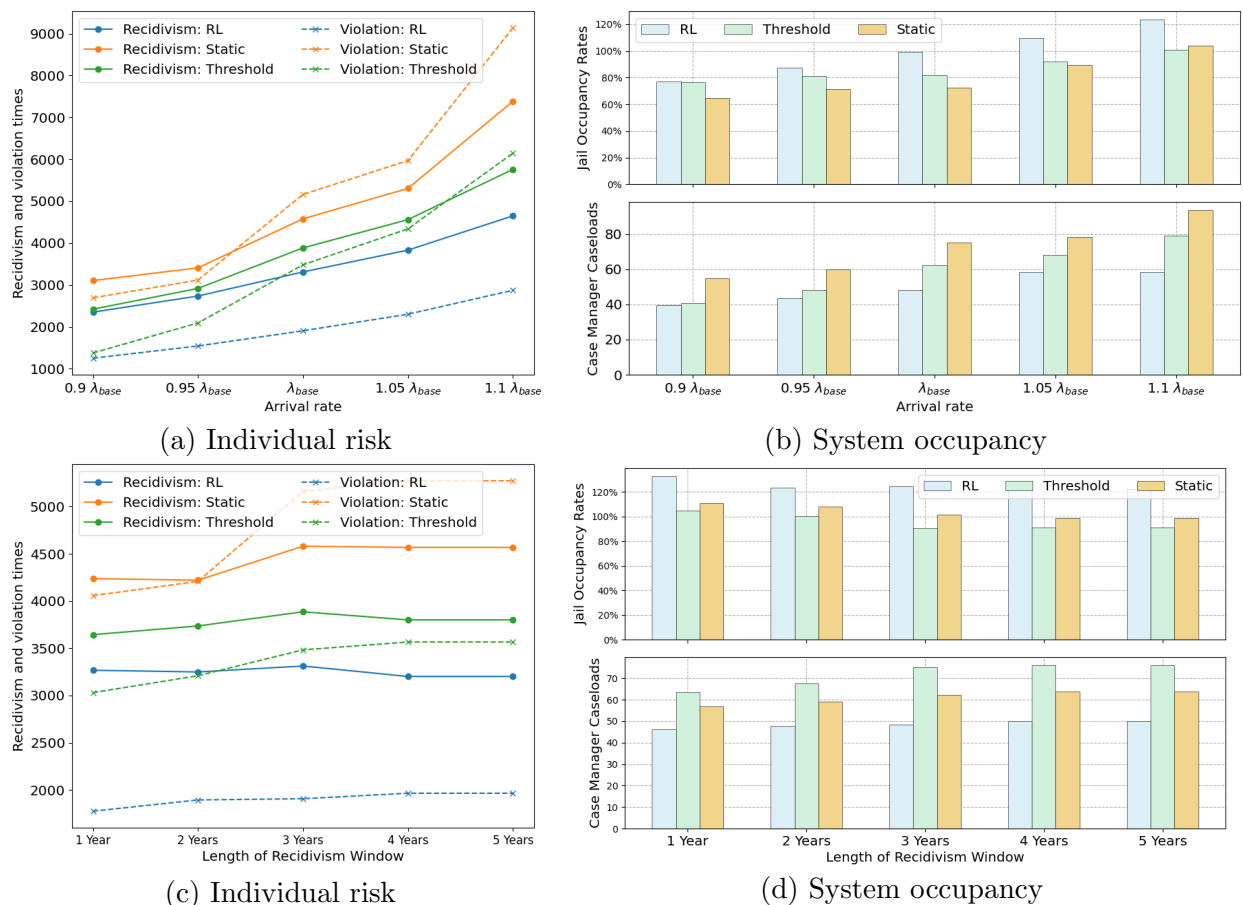 Recidivism: RL
Recidivism: Static
Recidivism: Threshold
Violation: RL
Violation: Static
Violation: Threshold
Recidivism and violation times
9000
8000
7000
6000
5000
4000
3000
2000
1000
0.9 λbase 0.95 λbase λbase 1.05 λbase 1.1 λbase
Arrival rate
(a) Individual risk
RL Threshold Static
Jail Occupancy Rates
120%
100%
80%
60%
40%
20%
0%
Case Manager Caseloads
80
60
40
20
0
0.9 λbase 0.95 λbase λbase 1.05 λbase 1.1 λbase
Arrival rate
(b) System occupancy
Recidivism: RL
Recidivism: Static
Recidivism: Threshold
Violation: RL
Violation: Static
Violation: Threshold
Recidivism and violation times
5000
4500
4000
3500
3000
2500
2000
1 Year 2 Years 3 Years 4 Years 5 Years
Length of Recidivism Window
(c) Individual risk
RL Threshold Static
Jail Occupancy Rates
120%
100%
80%
60%
40%
20%
0%
Case Manager Caseloads
70
60
50
40
30
20
10
0
1 Year 2 Years 3 Years 4 Years 5 Years
Length of Recidivism Window
(d) System occupancy